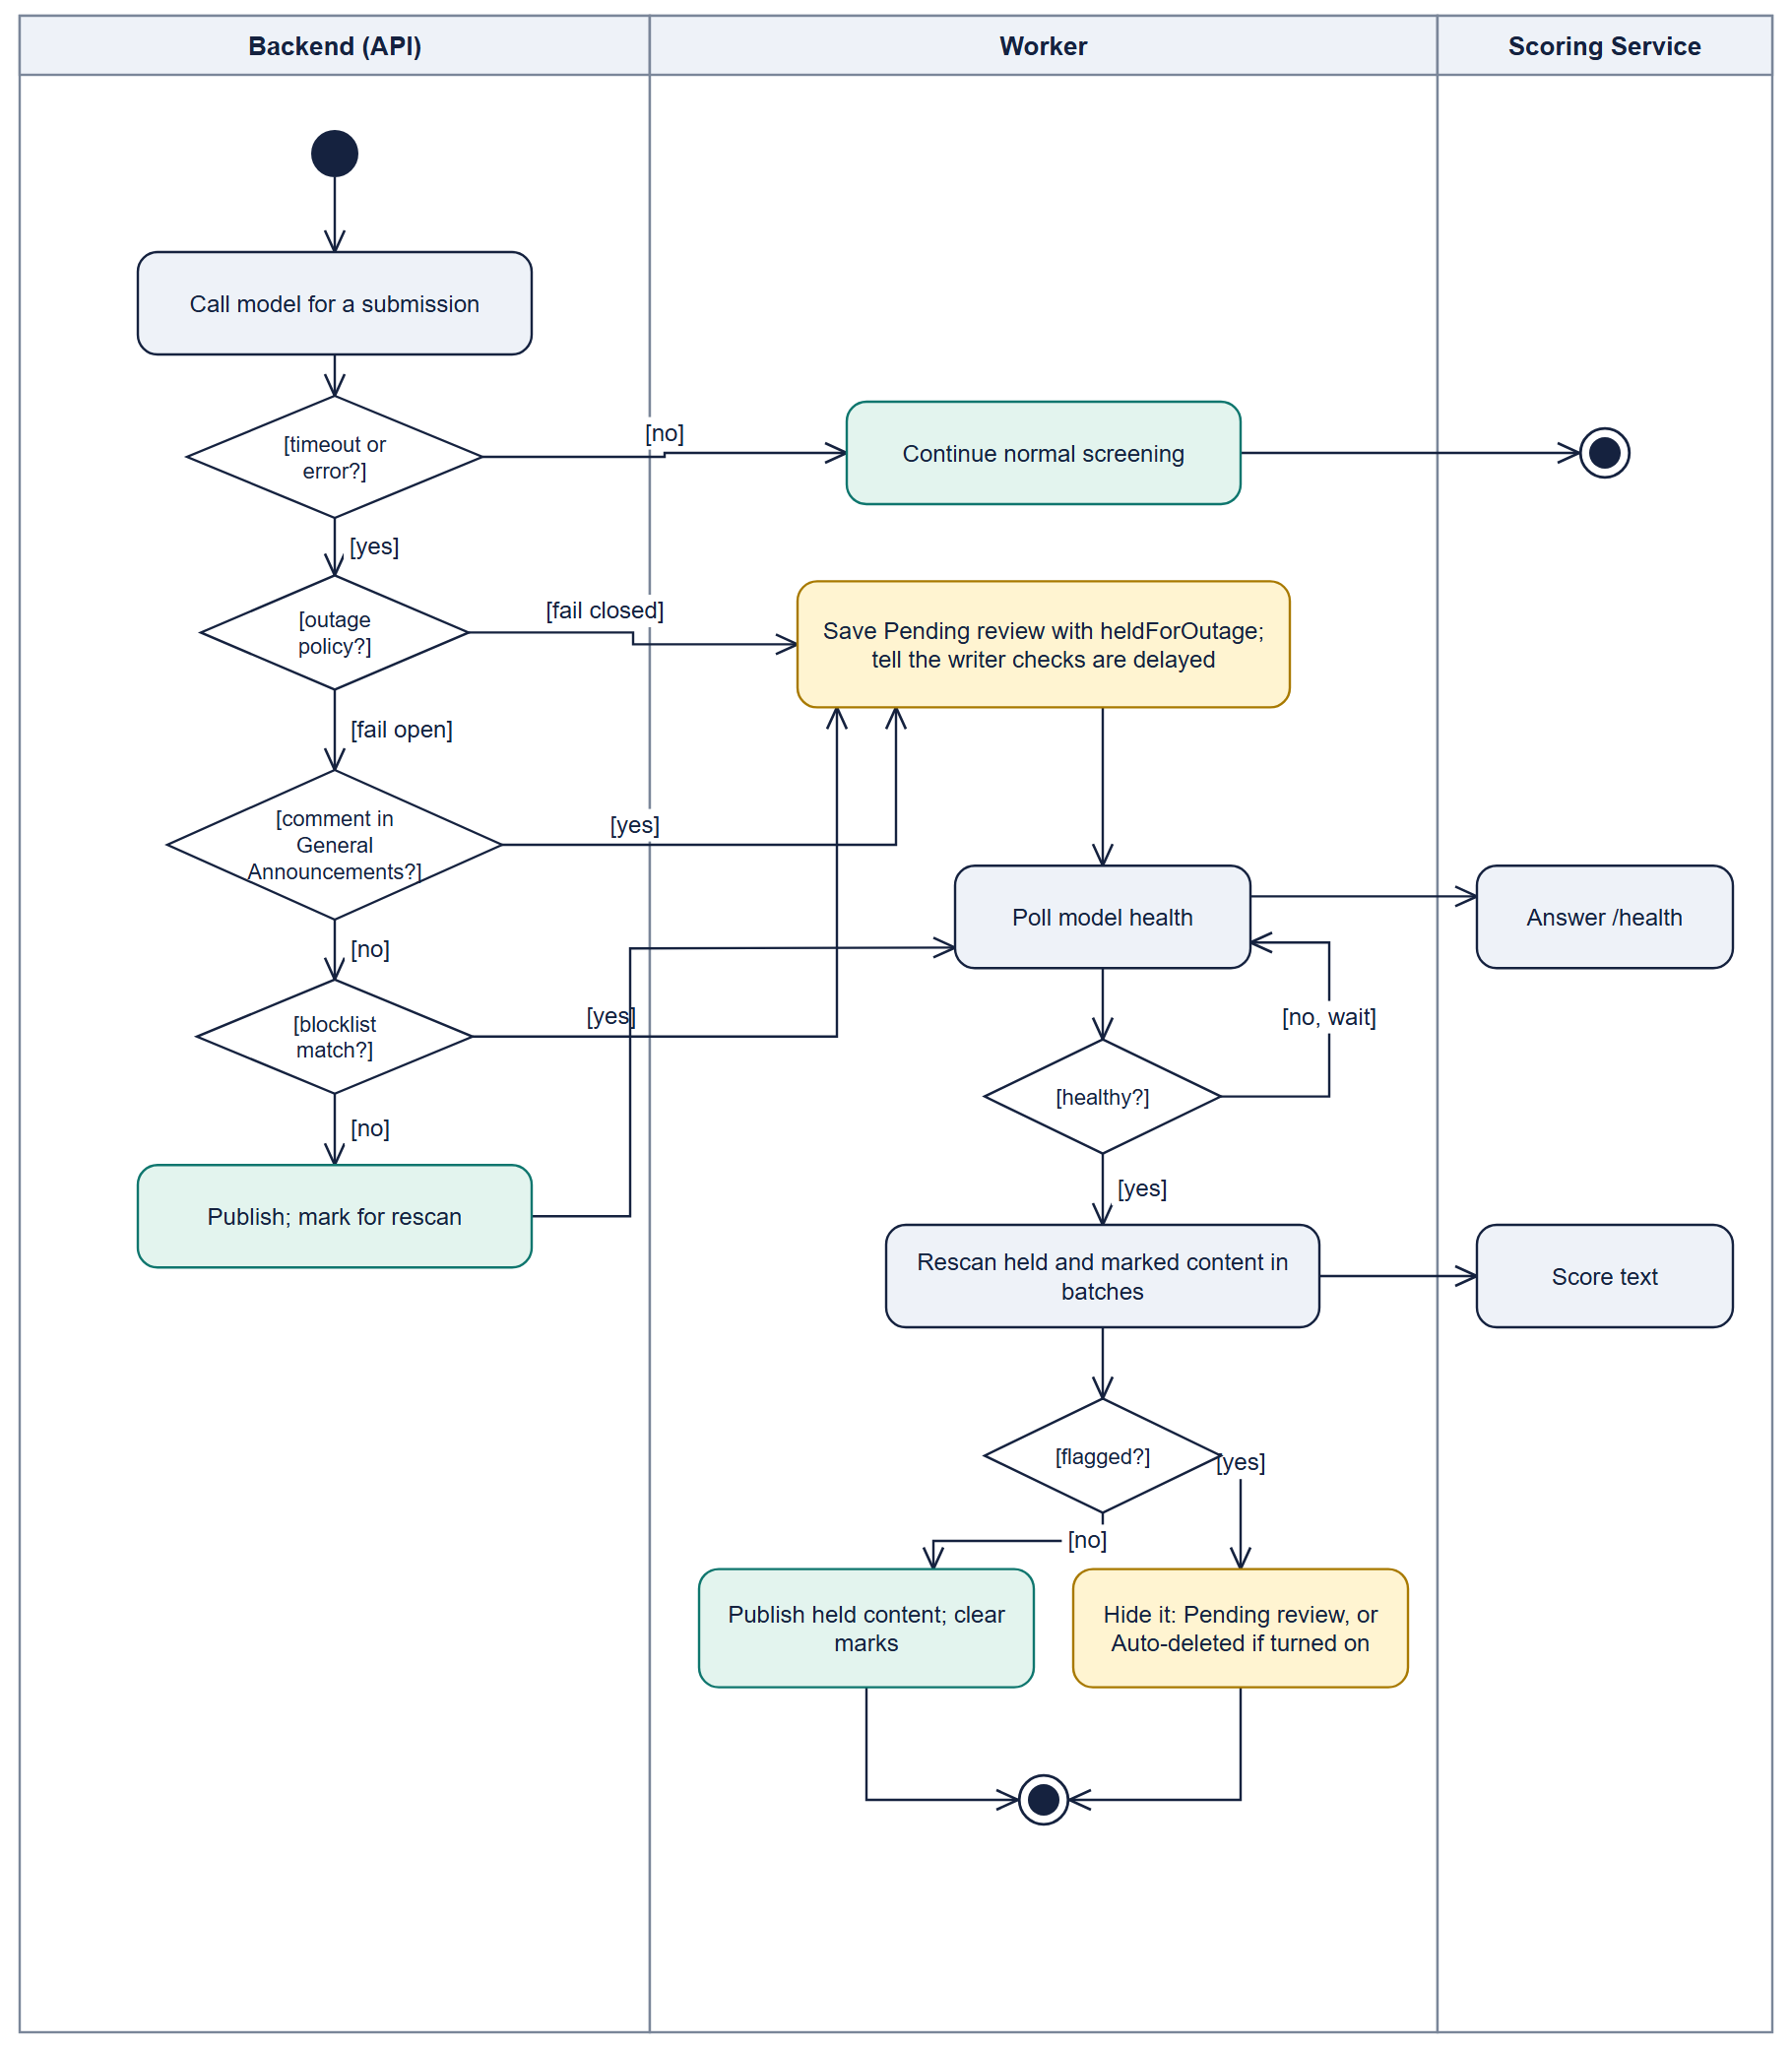 Backend (API)
Worker
Scoring Service
Call model for a submission
[timeout or
error?]
[no]
Continue normal screening
[yes]
[outage
policy?]
[fail closed]
Save Pending review with heldForOutage;
tell the writer checks are delayed
[fail open]
[comment in
General
Announcements?]
[yes]
Poll model health
Answer /health
[no]
[blocklist
match?]
[yes]
[no, wait]
[healthy?]
[no]
Publish; mark for rescan
[yes]
Rescan held and marked content in
batches
Score text
[flagged?]
[yes]
[no]
Publish held content; clear
marks
Hide it: Pending review, or
Auto-deleted if turned on